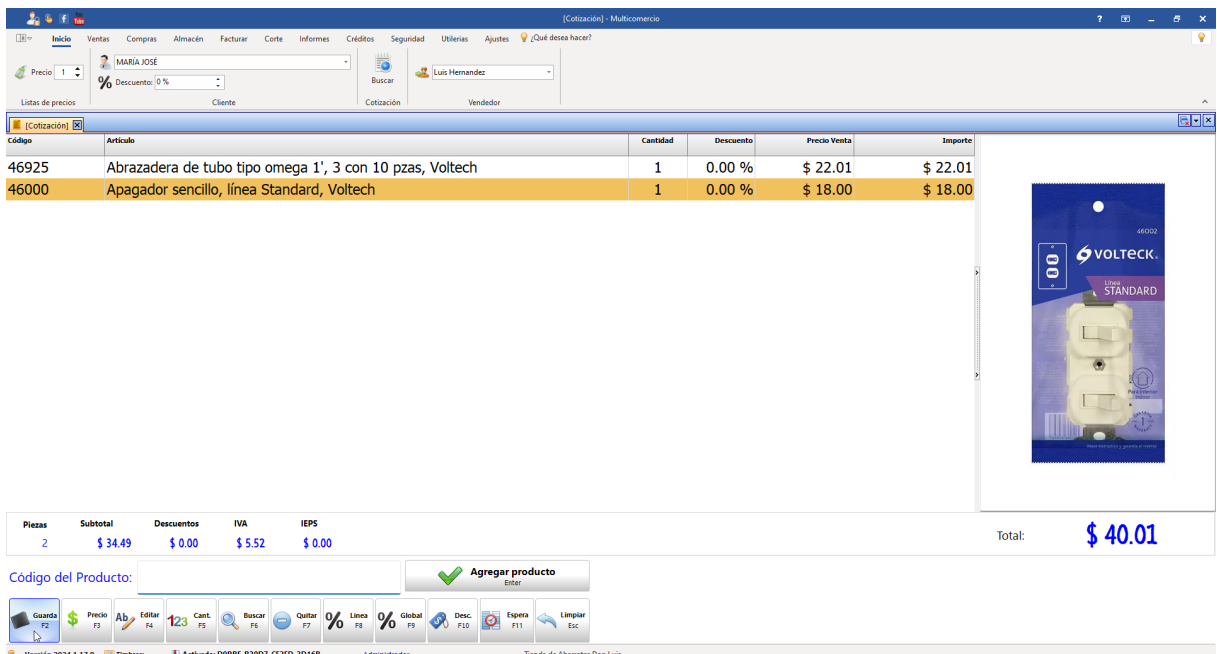 [Cotización] - Multicomercio
Inicio Ventas Compras Almacén Facturar Corte Informes Créditos Seguridad Utilerias Ajustes ¿Qué desea hacer?
Precio 1
MARÍA JOSÉ
% Descuento: 0 %
Buscar
Luis Hernandez
Listas de precios Cliente Cotización Vendedor
[Cotización]
Código Artículo Cantidad Descuento Precio Venta Importe
46925 Abrazadera de tubo tipo omega 1', 3 con 10 pzas, Voltech 1 0.00 % $ 22.01 $ 22.01
46000 Apagador sencillo, línea Standard, Voltech 1 0.00 % $ 18.00 $ 18.00
46002
VOLTECK.
Línea
STANDARD
Para interior
Piezas Subtotal Descuentos IVA IEPS
2 $ 34.49 $ 0.00 $ 5.52 $ 0.00
Total: $ 40.01
Código del Producto:
Agregar producto
Enter
Guarda F2
Precio F3
Editar F4
Cant. F5
Buscar F6
Quitar F7
Linea F8
Global F9
Desc. F10
Espera F11
Limpiar Esc